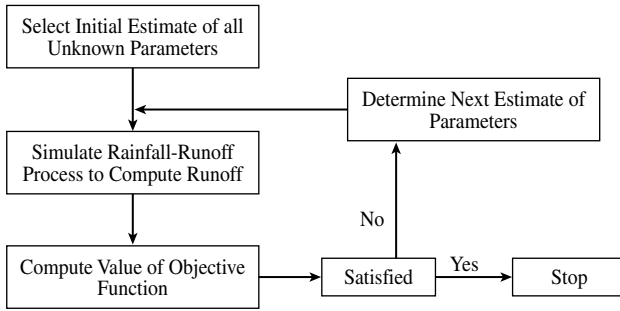 Select Initial Estimate of all
Unknown Parameters
Determine Next Estimate of
Parameters
Simulate Rainfall-Runoff
Process to Compute Runoff
No
Compute Value of Objective
Function
Satisfied
Yes
Stop